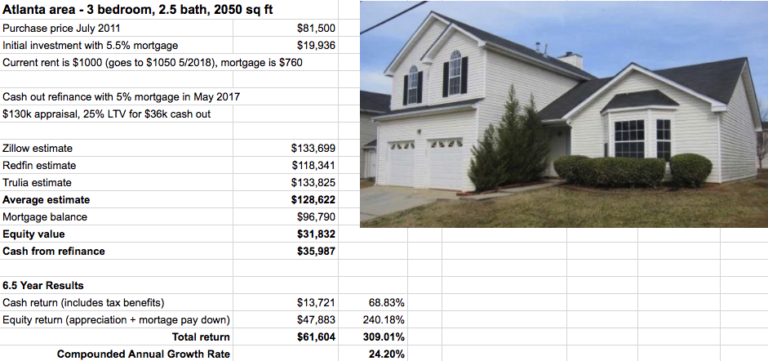 Atlanta area - 3 bedroom, 2.5 bath, 2050 sq ft
Purchase price July 2011 $81,500
Initial investment with 5.5% mortgage $19,936
Current rent is $1000 (goes to $1050 5/2018), mortgage is $760
Cash out refinance with 5% mortgage in May 2017
$130k appraisal, 25% LTV for $36k cash out
Zillow estimate $133,699
Redfin estimate $118,341
Trulia estimate $133,825
Average estimate $128,622
Mortgage balance $96,790
Equity value $31,832
Cash from refinance $35,987
6.5 Year Results
Cash return (includes tax benefits) $13,721 68.83%
Equity return (appreciation + mortage pay down) $47,883 240.18%
Total return $61,604 309.01%
Compounded Annual Growth Rate 24.20%